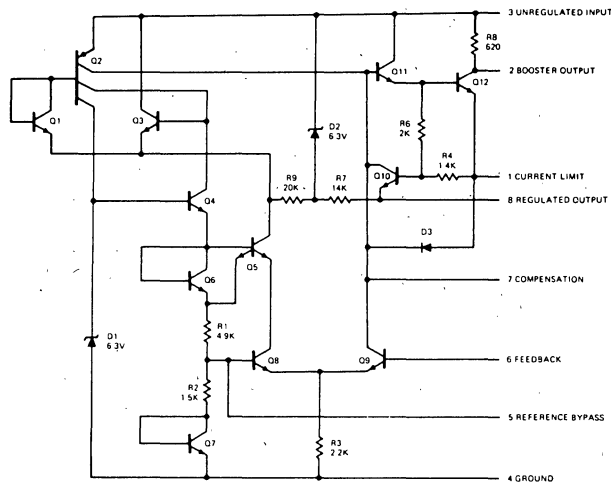 3 UNREGULATED INPUT
R8
620
Q2
Q11
2 BOOSTER OUTPUT
Q12
D2
6.3V
R6
2K
Q1
Q3
R4
1.4K
R9
20K
R7
14K
Q10
1 CURRENT LIMIT
8 REGULATED OUTPUT
Q4
D3
Q6
Q5
7 COMPENSATION
R1
4.9K
D1
6.3V
Q8
Q9
6 FEEDBACK
R2
1.5K
5 REFERENCE BYPASS
Q7
R3
2.2K
4 GROUND